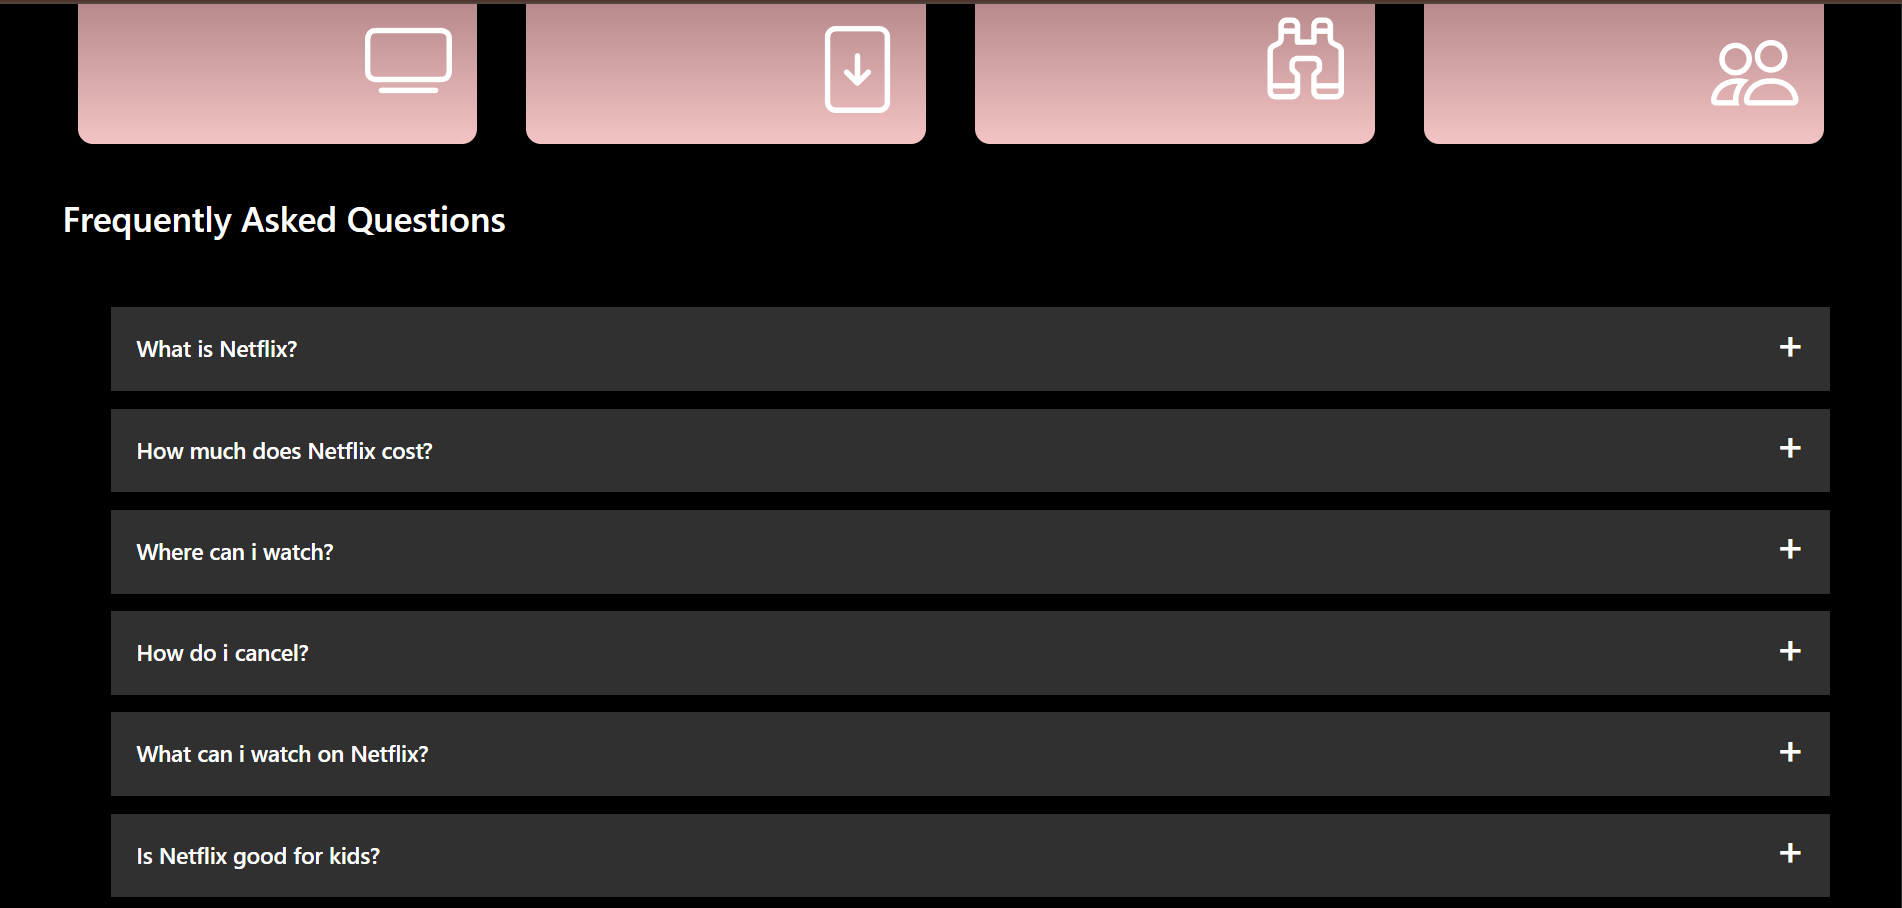 Frequently Asked Questions
What is Netflix?
+
How much does Netflix cost?
+
Where can i watch?
+
How do i cancel?
+
What can i watch on Netflix?
+
Is Netflix good for kids?
+